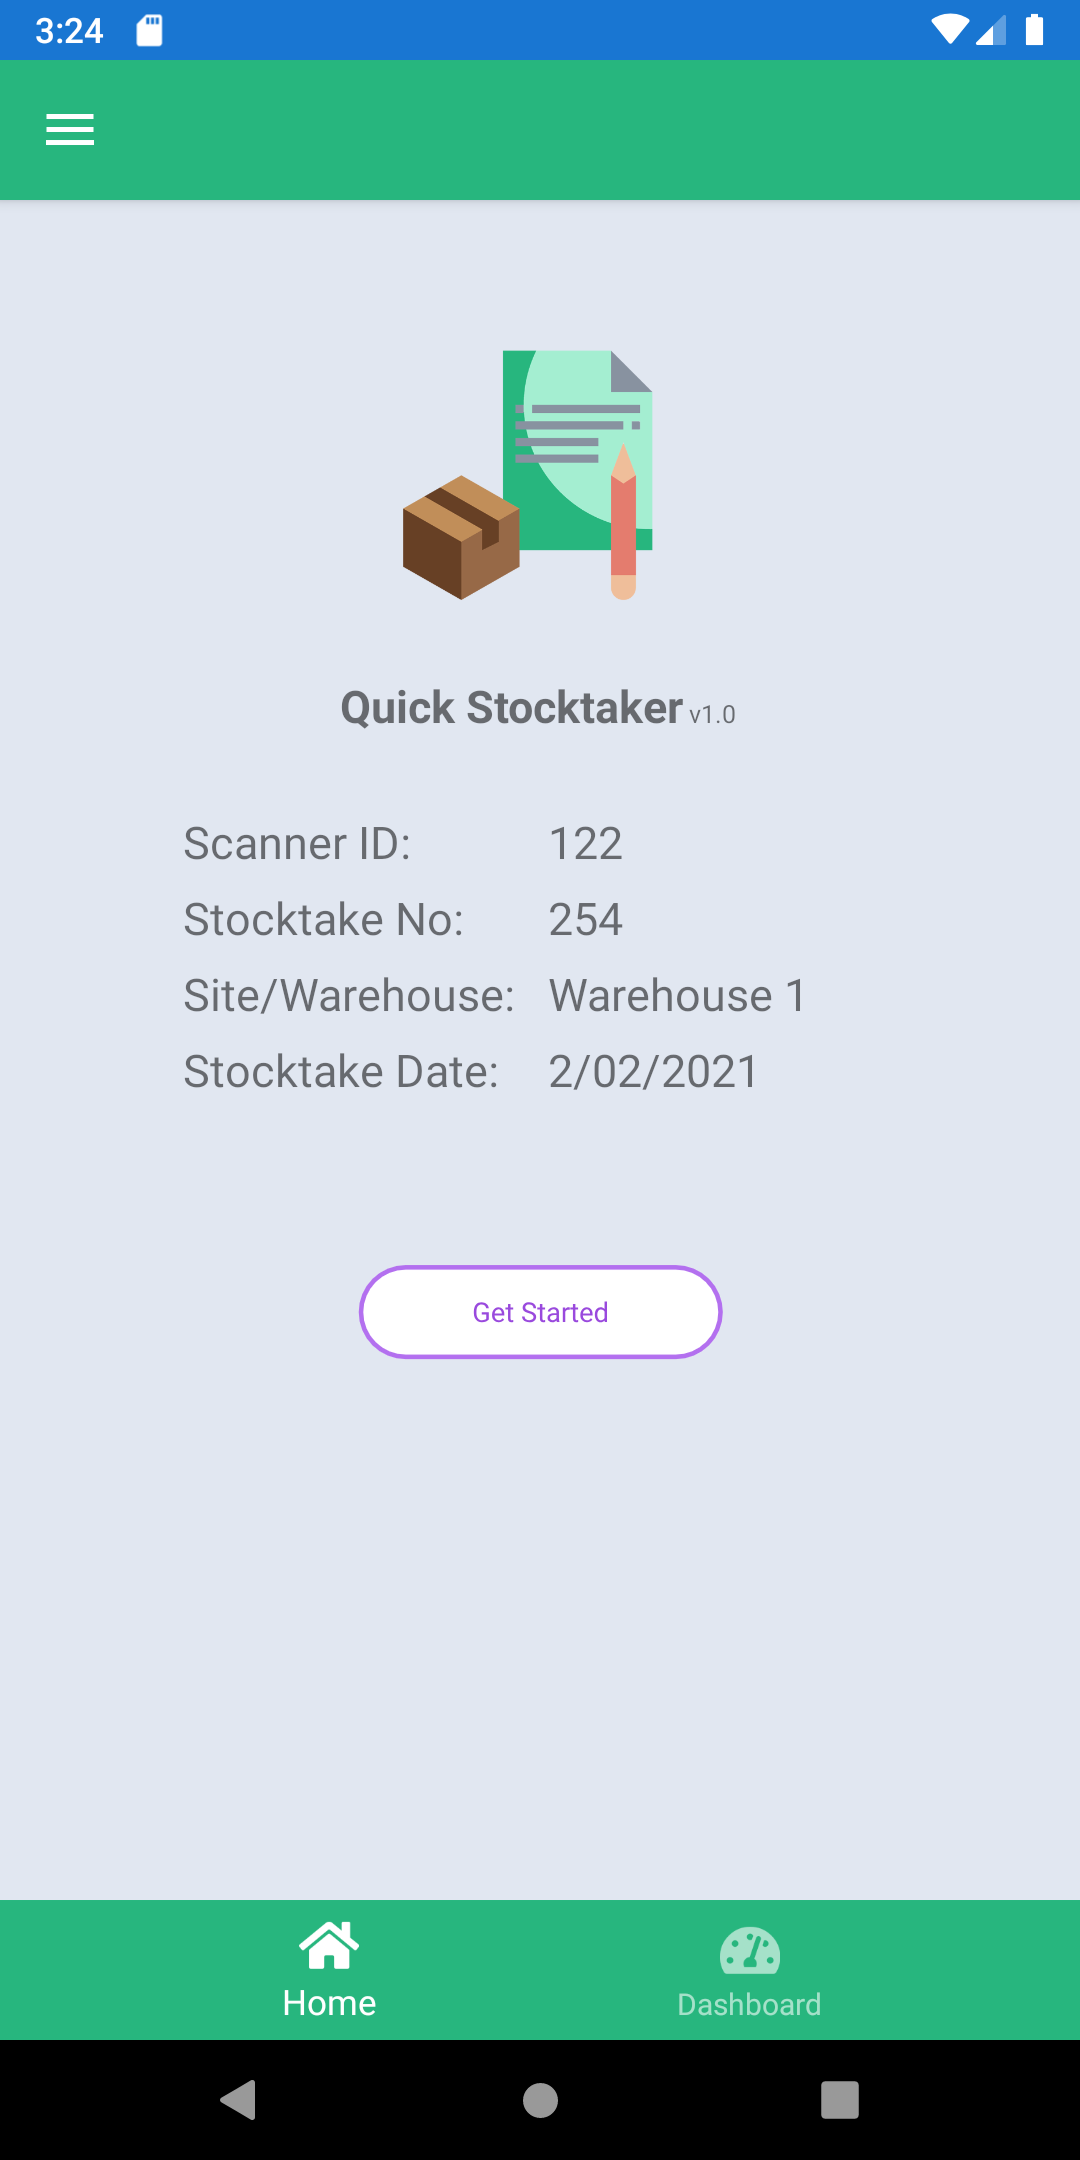 3:24
Quick Stocktaker v1.0
Scanner ID: 122
Stocktake No: 254
Site/Warehouse: Warehouse 1
Stocktake Date: 2/02/2021
Get Started
Home Dashboard